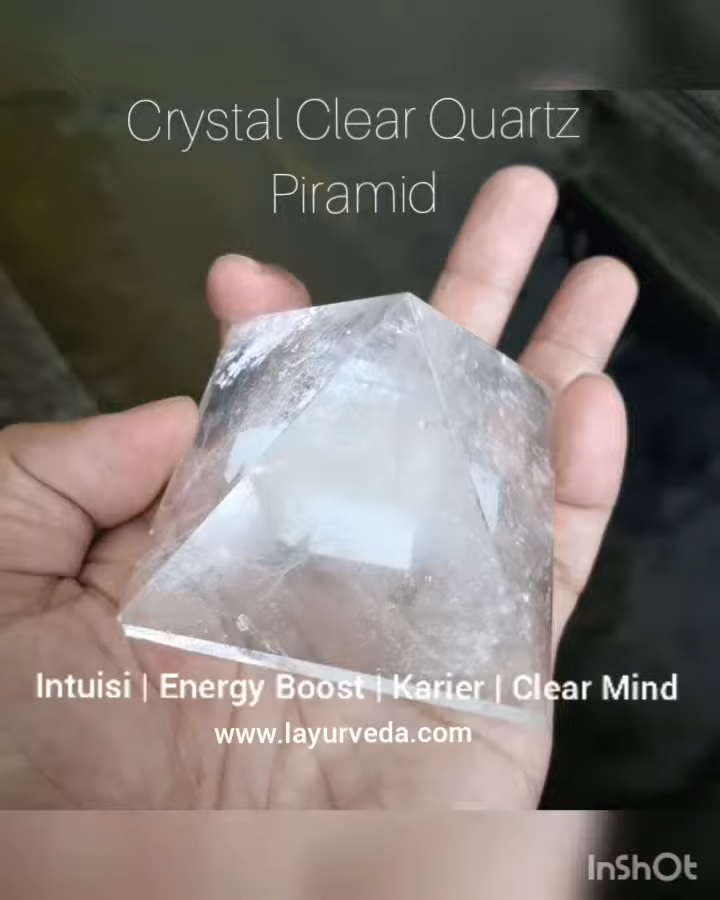 Crystal Clear Quartz
Piramid
Intuisi | Energy Boost | Karier | Clear Mind
www.layurveda.com
InShOt